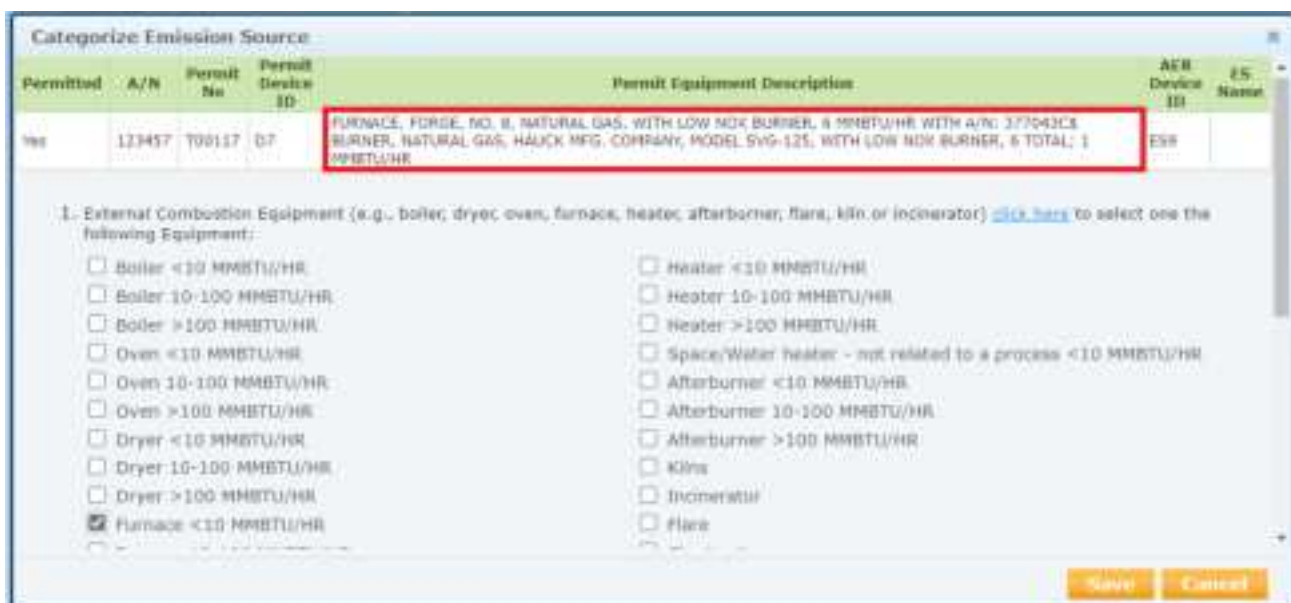 Categorize Emission Source
Permitted A/N Permit No Permit Device ID Permit Equipment Description AER Device ID ES Name
Yes 123457 T00117 D7 FURNACE, FORGE, NO. 8, NATURAL GAS, WITH LOW NOX BURNER, 6 MMBTU/HR WITH A/N: 377043C8 ES9
BURNER, NATURAL GAS, HAUCK MFG. COMPANY, MODEL SVG-125, WITH LOW NOX BURNER, 6 TOTAL; 1
MMBTU/HR
1. External Combustion Equipment (e.g., boiler, dryer, oven, furnace, heater, afterburner, flare, kiln or incinerator) click here to select one the
following Equipment:
Boiler <10 MMBTU/HR
Boiler 10-100 MMBTU/HR
Boiler >100 MMBTU/HR
Oven <10 MMBTU/HR
Oven 10-100 MMBTU/HR
Oven >100 MMBTU/HR
Dryer <10 MMBTU/HR
Dryer 10-100 MMBTU/HR
Dryer >100 MMBTU/HR
Furnace <10 MMBTU/HR
Heater <10 MMBTU/HR
Heater 10-100 MMBTU/HR
Heater >100 MMBTU/HR
Space/Water heater - not related to a process <10 MMBTU/HR
Afterburner <10 MMBTU/HR
Afterburner 10-100 MMBTU/HR
Afterburner >100 MMBTU/HR
Kilns
Incinerator
Flare
Save Cancel